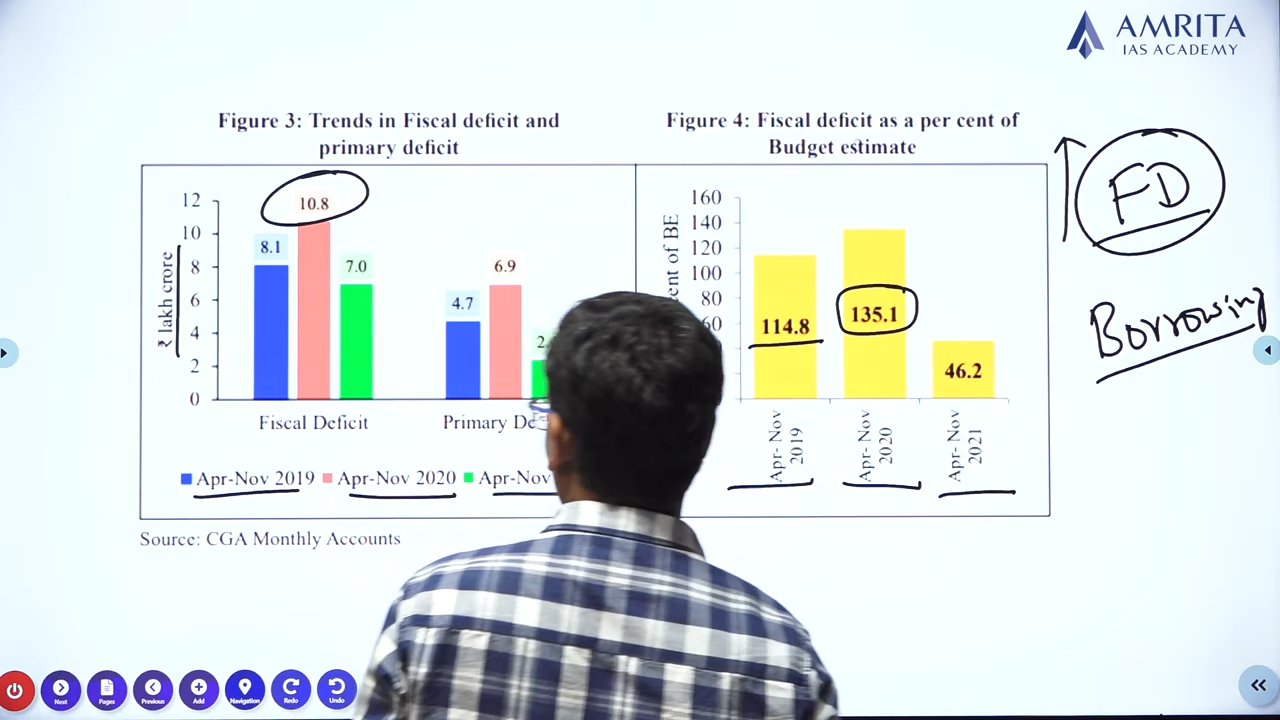 AMRITA
IAS ACADEMY
Figure 3: Trends in Fiscal deficit and
primary deficit
12
10
8
6
4
2
0
₹ lakh crore
8.1
10.8
7.0
4.7
6.9
2.
Fiscal Deficit
Primary
Apr-Nov 2019
Apr-Nov 2020
Apr-Nov
Figure 4: Fiscal deficit as a per cent of
Budget estimate
160
140
120
100
80
60
cent of BE
114.8
135.1
46.2
Apr- Nov
2019
Apr- Nov
2020
Apr- Nov
2021
Source: CGA Monthly Accounts
FD
Borrowing
Next
Pages
Previous
Add
Navigation
Redo
Undo